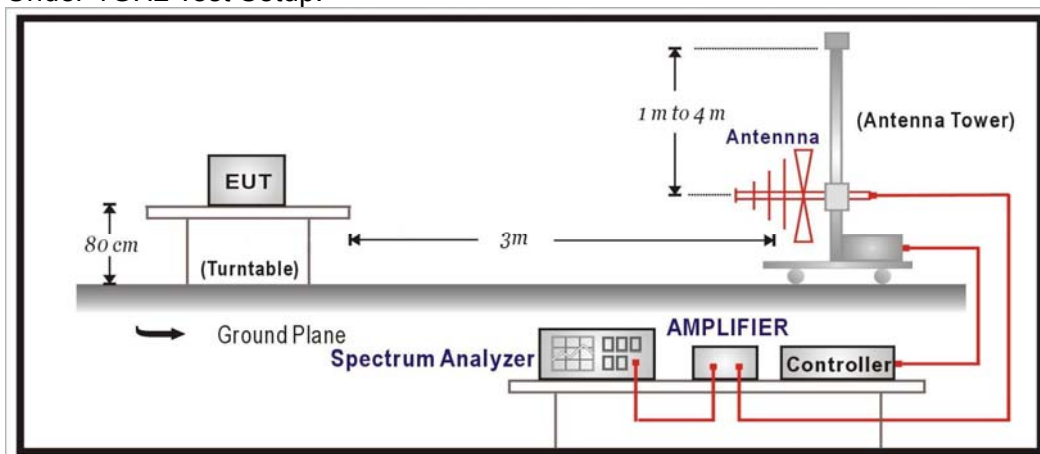 1 m to 4 m
(Antenna Tower)
Antennna
EUT
80 cm
3m
(Turntable)
Ground Plane
AMPLIFIER
Spectrum Analyzer
Controller